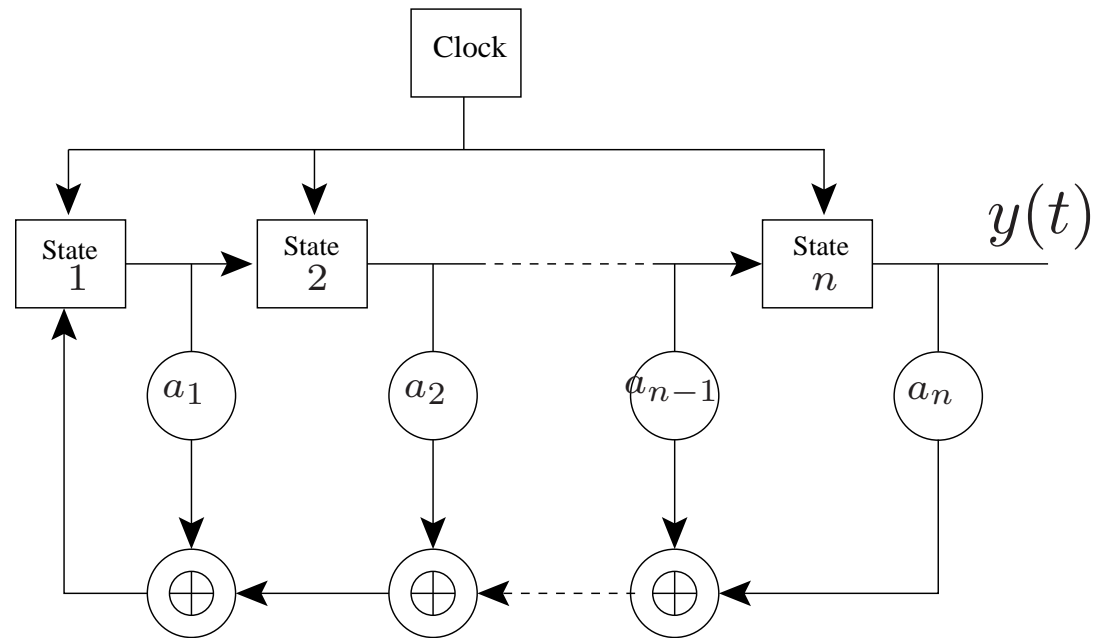 Clock
y(t)
State
1
State
2
State
n
a₁
a₂
aₙ₋₁
aₙ